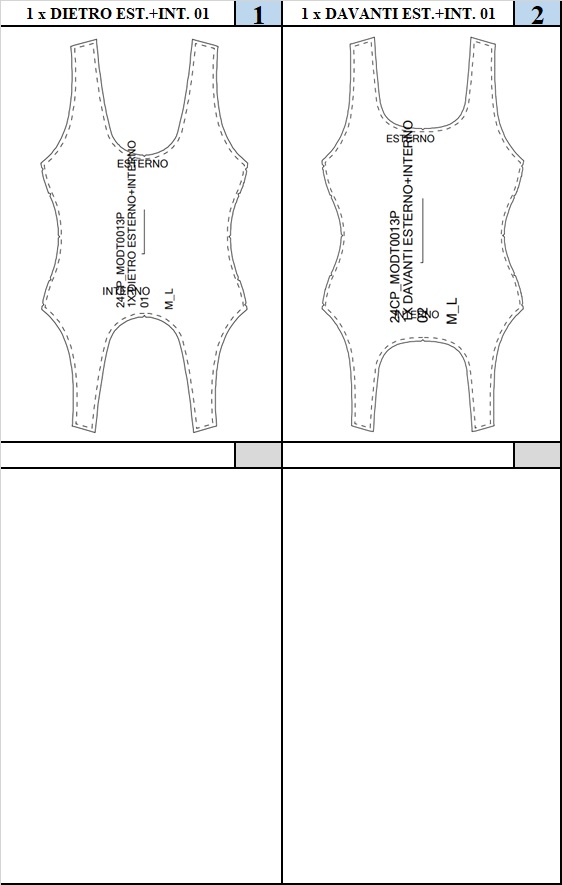 1 x DIETRO EST.+INT. 01
1
1 x DAVANTI EST.+INT. 01
2
ESTERNO
24CP_MODT0013P
1X DIETRO ESTERNO+INTERNO
01
M_L
INTERNO
ESTERNO
24CP_MODT0013P
1X DAVANTI ESTERNO+INTERNO
02
M_L
INTERNO